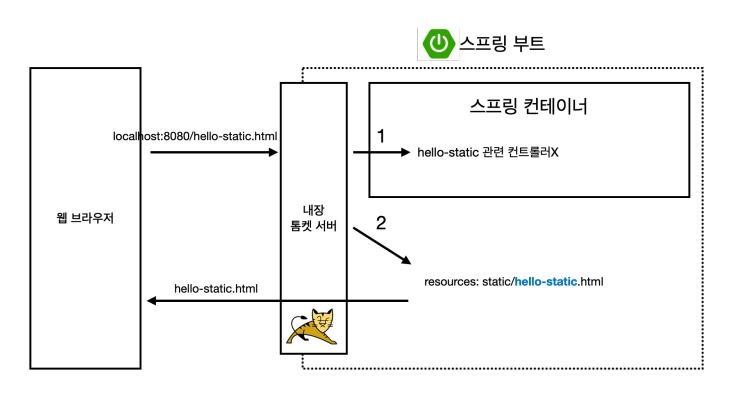 스프링 부트
스프링 컨테이너
localhost:8080/hello-static.html
1
hello-static 관련 컨트롤러X
웹 브라우저
내장
톰켓 서버
2
resources: static/hello-static.html
hello-static.html